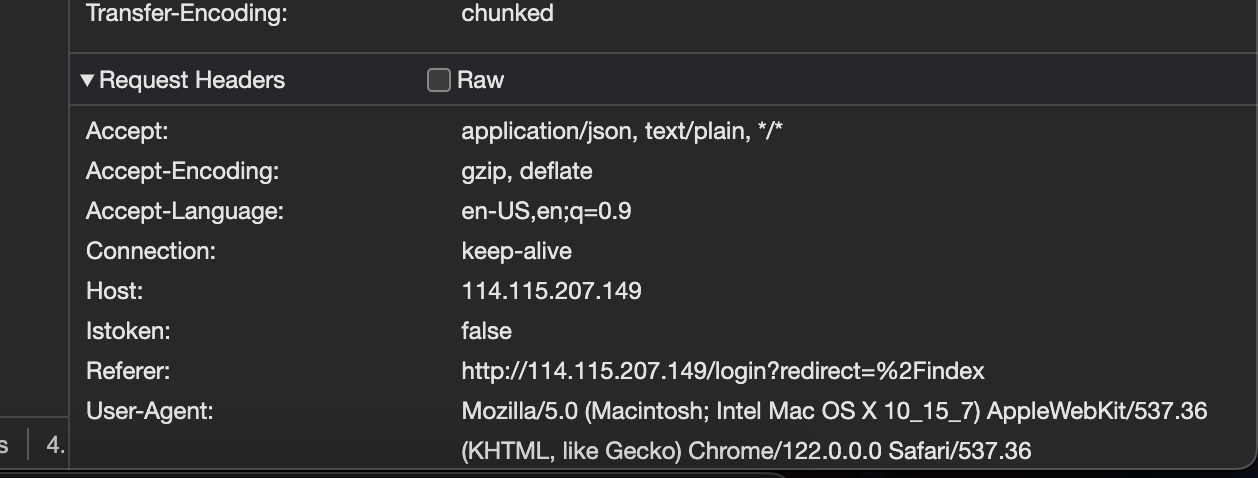 Transfer-Encoding: chunked
▼ Request Headers Raw
Accept: application/json, text/plain, */*
Accept-Encoding: gzip, deflate
Accept-Language: en-US,en;q=0.9
Connection: keep-alive
Host: 114.115.207.149
Istoken: false
Referer: http://114.115.207.149/login?redirect=%2Findex
User-Agent: Mozilla/5.0 (Macintosh; Intel Mac OS X 10_15_7) AppleWebKit/537.36
s 4. (KHTML, like Gecko) Chrome/122.0.0.0 Safari/537.36